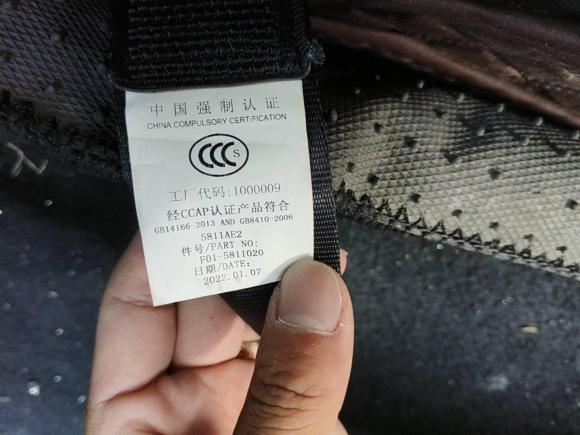 中国强制认证
CHINA COMPULSORY CERTIFICATION
CCC S
工厂代码:1000009
经CCAP认证产品符合
GB14166-2013 AND GB8410-2006
5811AE2
件号/PART NO:
F01-5811020
日期/DATE:
2022.01.07